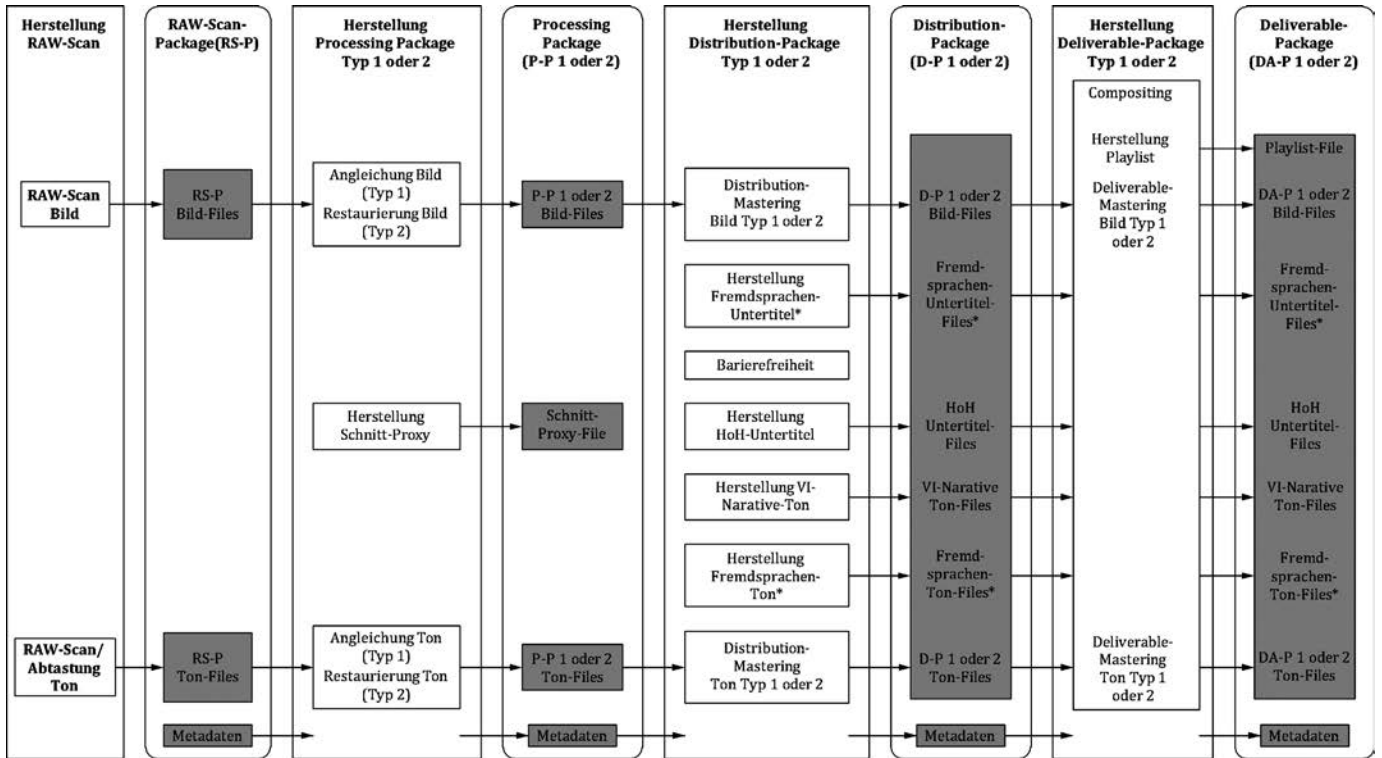 Herstellung
RAW-Scan
RAW-Scan
Bild
RAW-Scan/
Abtastung
Ton
RAW-Scan-
Package(RS-P)
RS-P
Bild-Files
RS-P
Ton-Files
Metadaten
Herstellung
Processing Package
Typ 1 oder 2
Angleichung Bild
(Typ 1)
Restaurierung Bild
(Typ 2)
Herstellung
Schnitt-Proxy
Angleichung Ton
(Typ 1)
Restaurierung Ton
(Typ 2)
Processing
Package
(P-P 1 oder 2)
P-P 1 oder 2
Bild-Files
Schnitt-
Proxy-File
P-P 1 oder 2
Ton-Files
Metadaten
Herstellung
Distribution-Package
Typ 1 oder 2
Distribution-
Mastering
Bild Typ 1 oder 2
Herstellung
Fremdsprachen-
Untertitel*
Barierefreiheit
Herstellung
HoH-Untertitel
Herstellung VI-
Narative-Ton
Herstellung
Fremdsprachen-
Ton*
Distribution-
Mastering
Ton Typ 1 oder 2
Distribution-
Package
(D-P 1 oder 2)
D-P 1 oder 2
Bild-Files
Fremd-
sprachen-
Untertitel-
Files*
HoH
Untertitel-
Files
VI-Narative
Ton-Files
Fremd-
sprachen-
Ton-Files*
D-P 1 oder 2
Ton-Files
Metadaten
Herstellung
Deliverable-Package
Typ 1 oder 2
Compositing
Herstellung
Playlist
Deliverable-
Mastering
Bild Typ 1
oder 2
Deliverable-
Mastering
Ton Typ 1
oder 2
Deliverable-
Package
(DA-P 1 oder 2)
Playlist-File
DA-P 1 oder 2
Bild-Files
Fremd-
sprachen-
Untertitel-
Files*
HoH
Untertitel-
Files
VI-Narative
Ton-Files
Fremd-
sprachen-
Ton-Files*
DA-P 1 oder 2
Ton-Files
Metadaten